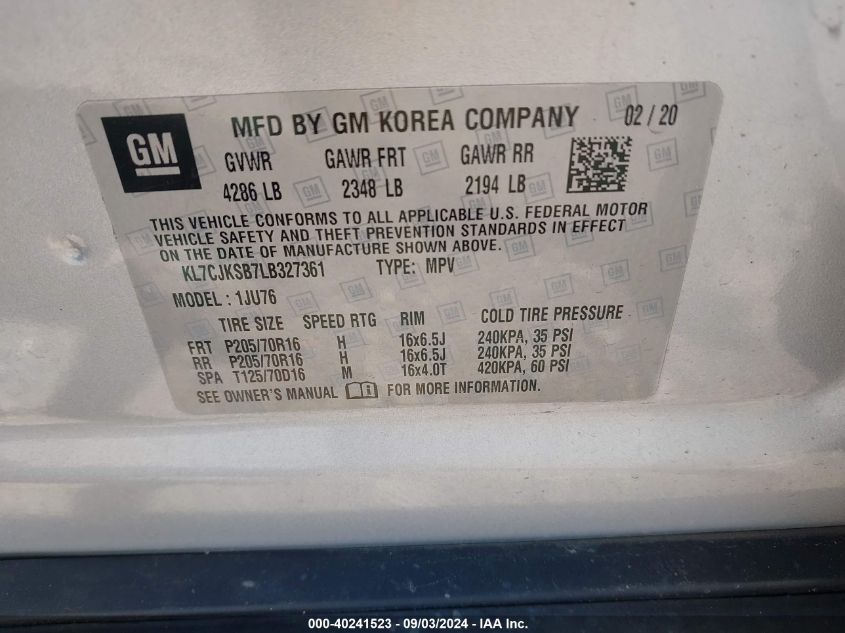 GM
MFD BY GM KOREA COMPANY 02/20
GVWR GAWR FRT GAWR RR
4286 LB 2348 LB 2194 LB
THIS VEHICLE CONFORMS TO ALL APPLICABLE U.S. FEDERAL MOTOR
VEHICLE SAFETY AND THEFT PREVENTION STANDARDS IN EFFECT
ON THE DATE OF MANUFACTURE SHOWN ABOVE.
KL7CJKSB7LB327361 TYPE: MPV
MODEL: 1JU76
TIRE SIZE SPEED RTG RIM COLD TIRE PRESSURE
FRT P205/70R16 H 16x6.5J 240KPA, 35 PSI
RR P205/70R16 H 16x6.5J 240KPA, 35 PSI
SPA T125/70D16 M 16x4.0T 420KPA, 60 PSI
SEE OWNER'S MANUAL FOR MORE INFORMATION.
000-40241523 - 09/03/2024 - IAA Inc.